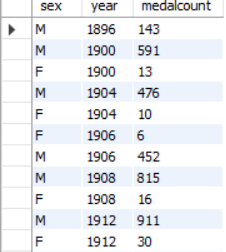 sex year medalcount
M 1896 143
M 1900 591
F 1900 13
M 1904 476
F 1904 10
F 1906 6
M 1906 452
M 1908 815
F 1908 16
M 1912 911
F 1912 30